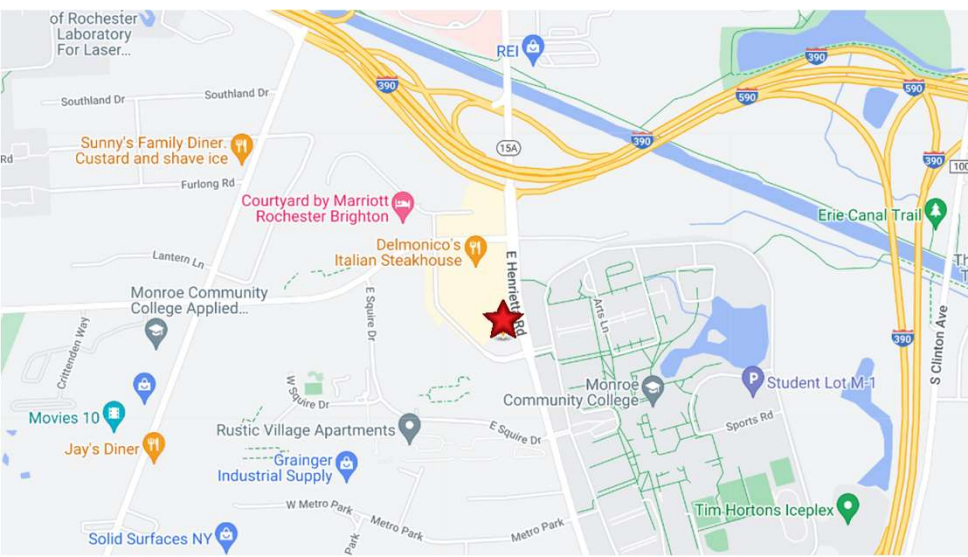 of Rochester
Laboratory
For Laser...
REI
390
390
Southland Dr
Southland Dr
590
590
15A
390
Sunny's Family Diner.
Custard and shave ice
390
100
Rd
Furlong Rd
Courtyard by Marriott
Rochester Brighton
Erie Canal Trail
Delmonico's
Italian Steakhouse
Lantern Ln
E Henrietta Rd
Th
T
Monroe Community
College Applied...
E Squire Dr
Arts Ln
Crittenden Way
390
S Clinton Ave
W Squire Dr
Monroe
Community College
P
Student Lot M-1
Movies 10
Rustic Village Apartments
E Squire Dr
Sports Rd
Jay's Diner
Grainger
Industrial Supply
W Metro Park
Metro Park
Metro Park
Tim Hortons Iceplex
Solid Surfaces NY
Park